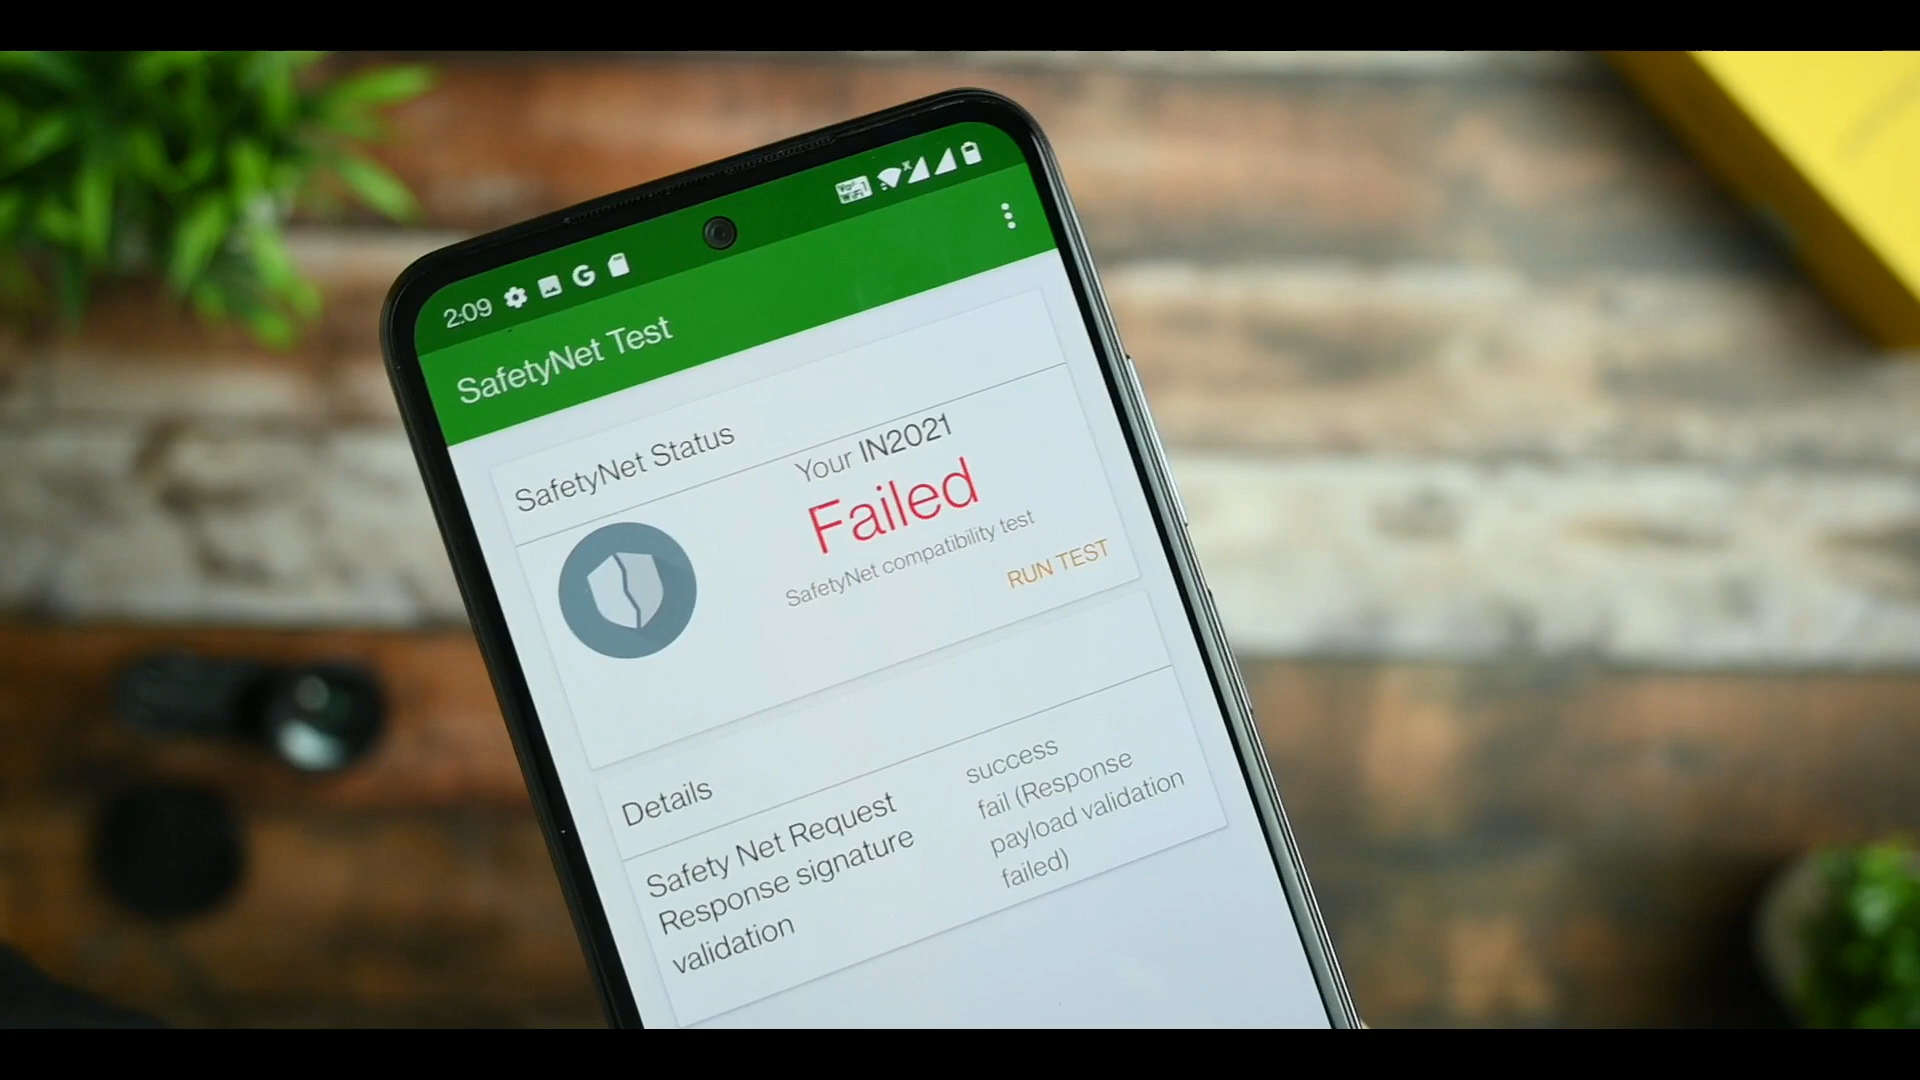 2:09
SafetyNet Test
SafetyNet Status
Your IN2021
Failed
SafetyNet compatibility test
RUN TEST
Details
Safety Net Request
success
Response signature
validation
fail (Response
payload validation
failed)